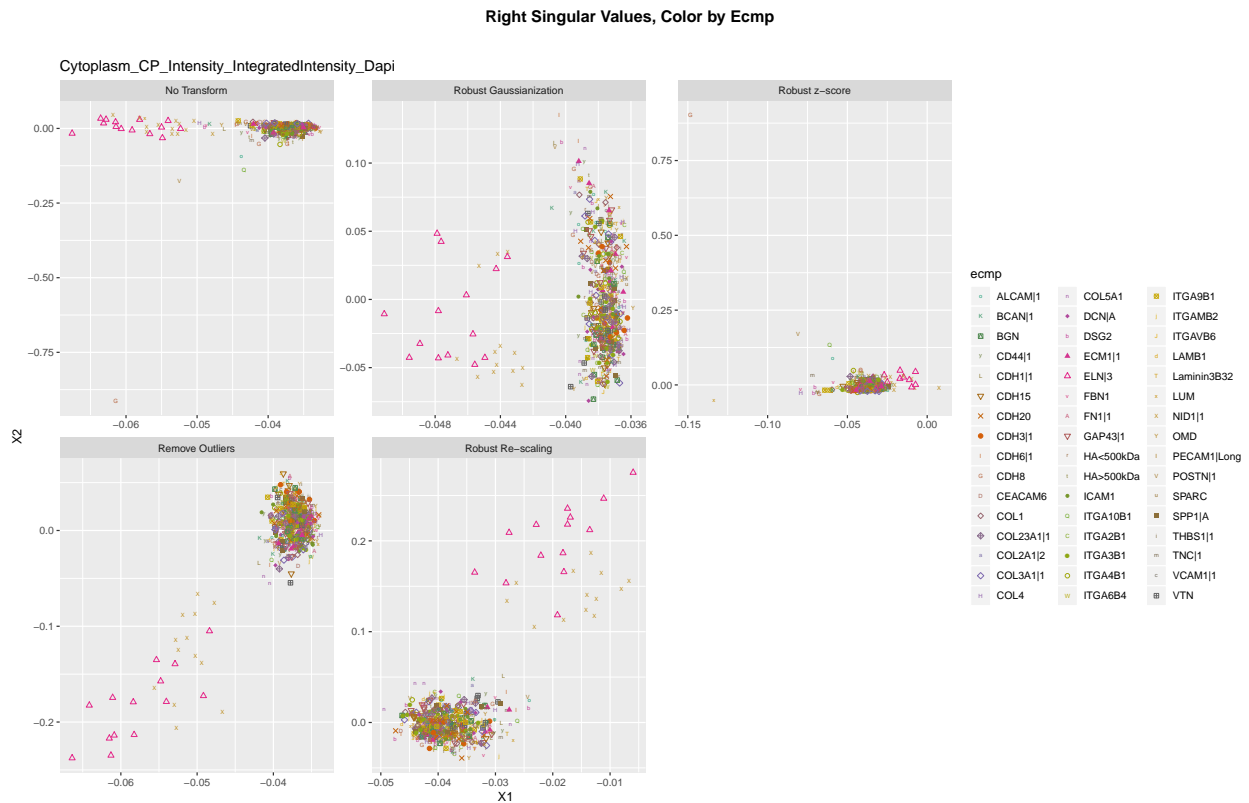 Right Singular Values, Color by Ecmp
Cytoplasm_CP_Intensity_IntegratedIntensity_Dapi
No Transform
Robust Gaussianization
Robust z−score
0.00
−0.25
−0.50
−0.75
−0.06
−0.05
−0.04
0.10
0.05
0.00
−0.05
−0.048
−0.044
−0.040
−0.036
0.75
0.50
0.25
0.00
−0.15
−0.10
−0.05
0.00
X2
Remove Outliers
Robust Re−scaling
0.0
−0.1
−0.2
−0.06
−0.05
−0.04
0.2
0.1
0.0
−0.05
−0.04
−0.03
−0.02
−0.01
X1
ecmp
ALCAM|1
BCAN|1
BGN
CD44|1
CDH1|1
CDH15
CDH20
CDH3|1
CDH6|1
CDH8
CEACAM6
COL1
COL23A1|1
COL2A1|2
COL3A1|1
COL4
COL5A1
DCN|A
DSG2
ECM1|1
ELN|3
FBN1
FN1|1
GAP43|1
HA<500kDa
HA>500kDa
ICAM1
ITGA10B1
ITGA2B1
ITGA3B1
ITGA4B1
ITGA6B4
ITGA9B1
ITGAMB2
ITGAVB6
LAMB1
Laminin3B32
LUM
NID1|1
OMD
PECAM1|Long
POSTN|1
SPARC
SPP1|A
THBS1|1
TNC|1
VCAM1|1
VTN